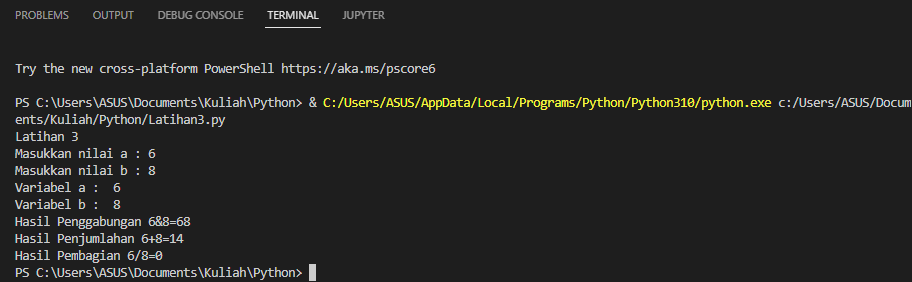 PROBLEMS OUTPUT DEBUG CONSOLE TERMINAL JUPYTER
Try the new cross-platform PowerShell https://aka.ms/pscore6
PS C:\Users\ASUS\Documents\Kuliah\Python> & C:/Users/ASUS/AppData/Local/Programs/Python/Python310/python.exe c:/Users/ASUS/Docum
ents/Kuliah/Python/Latihan3.py
Latihan 3
Masukkan nilai a : 6
Masukkan nilai b : 8
Variabel a :  6
Variabel b :  8
Hasil Penggabungan 6&8=68
Hasil Penjumlahan 6+8=14
Hasil Pembagian 6/8=0
PS C:\Users\ASUS\Documents\Kuliah\Python>